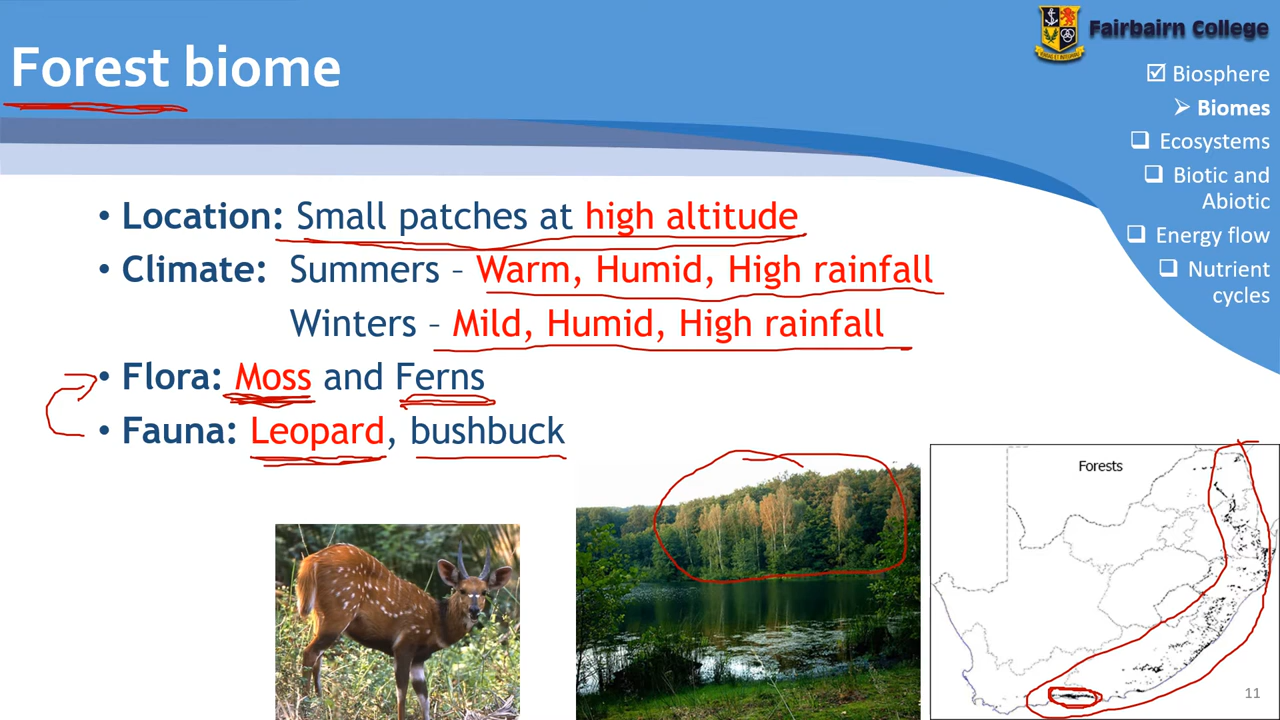 Fairbairn College
Forest biome
☑ Biosphere
➢ Biomes
❑ Ecosystems
❑ Biotic and
Abiotic
❑ Energy flow
❑ Nutrient
cycles
• Location: Small patches at high altitude
• Climate: Summers – Warm, Humid, High rainfall
Winters – Mild, Humid, High rainfall
• Flora: Moss and Ferns
• Fauna: Leopard, bushbuck
Forests
11